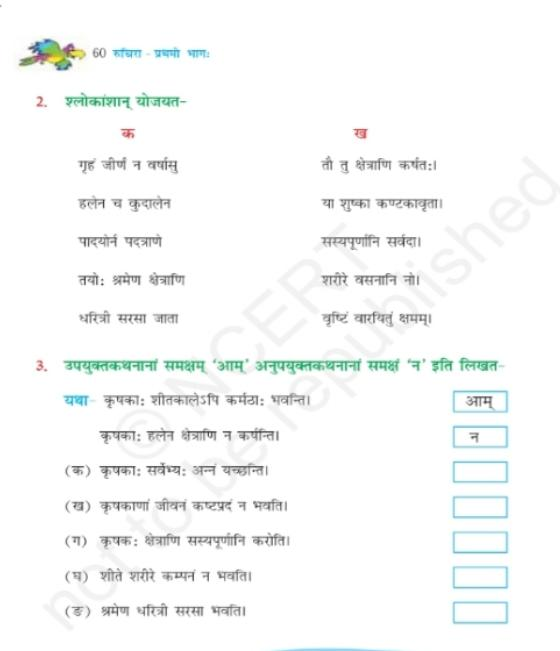 60 रुचिरा - प्रथमो भागः
2. श्लोकांशान् योजयत-
क ख
गृहं जीर्णं न वर्षासु तौ तु क्षेत्राणि कर्षतः।
हलेन च कुदालेन या शुष्का कण्टकावृता।
पादयोर्न पदत्राणे सस्यपूर्णानि सर्वदा।
तयोः श्रमेण क्षेत्राणि शरीरे वसनानि नो।
धरित्री सरसा जाता वृष्टिं वारयितुं क्षमम्।
3. उपयुक्तकथनानां समक्षम् ‘आम्’ अनुपयुक्तकथनानां समक्षं ‘न’ इति लिखत-
यथा- कृषकाः शीतकालेऽपि कर्मठाः भवन्ति। आम्
कृषकाः हलेन क्षेत्राणि न कर्षन्ति। न
(क) कृषकाः सर्वेभ्यः अन्नं यच्छन्ति।
(ख) कृषकाणां जीवनं कष्टप्रदं न भवति।
(ग) कृषकः क्षेत्राणि सस्यपूर्णानि करोति।
(घ) शीते शरीरे कम्पनं न भवति।
(ङ) श्रमेण धरित्री सरसा भवति।
© NCERT
not to be republished